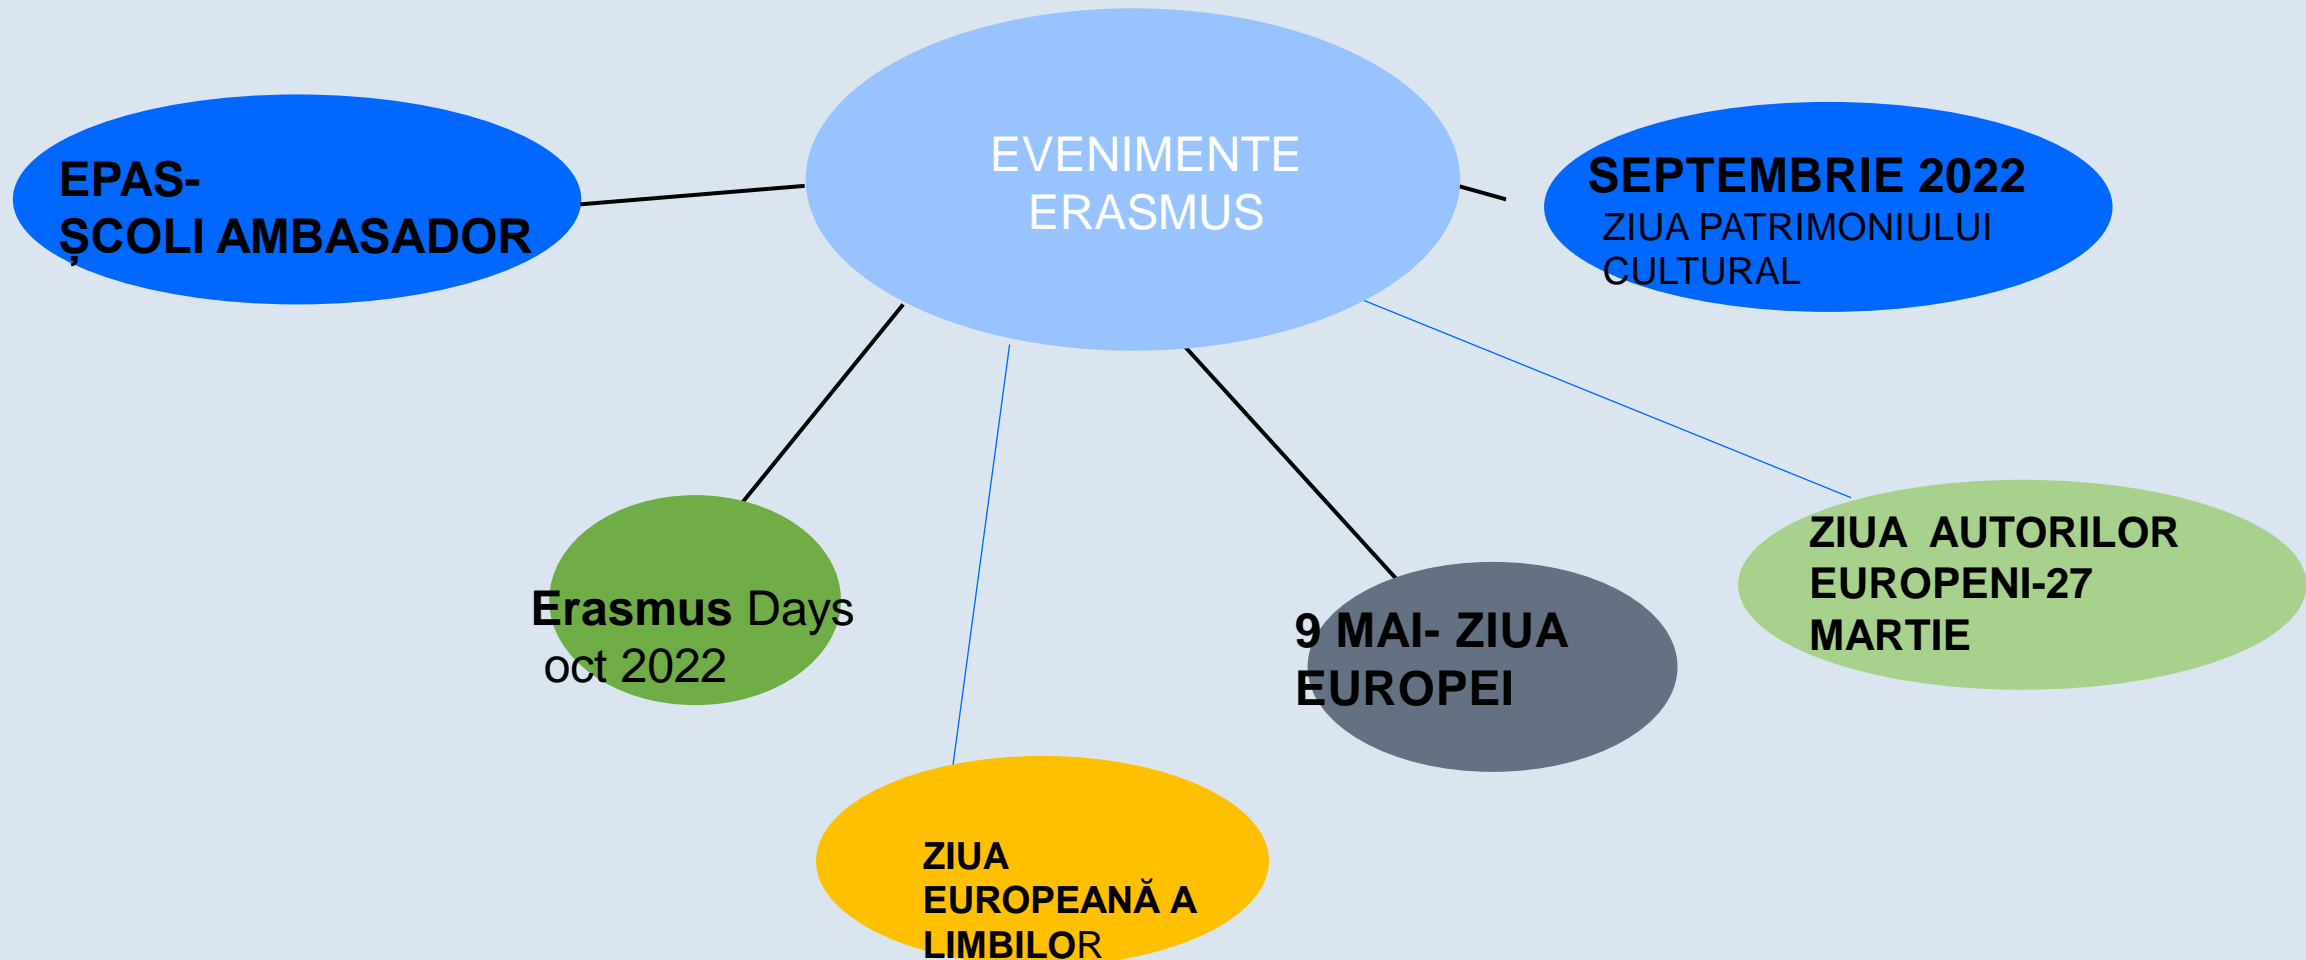 EVENIMENTE
ERASMUS
EPAS-
ȘCOLI AMBASADOR
SEPTEMBRIE 2022
ZIUA PATRIMONIULUI
CULTURAL
Erasmus Days
oct 2022
9 MAI- ZIUA
EUROPEI
ZIUA AUTORILOR
EUROPENI-27
MARTIE
ZIUA
EUROPEANĂ A
LIMBILOR